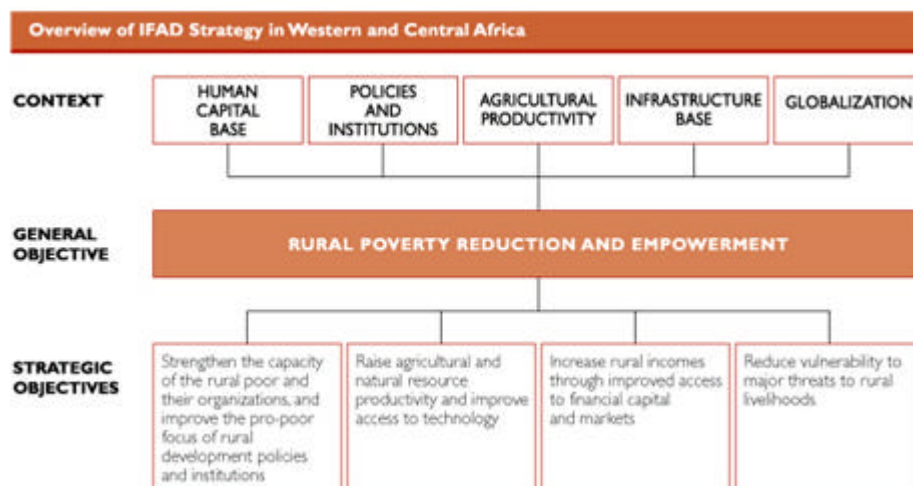 Overview of IFAD Strategy in Western and Central Africa
CONTEXT
HUMAN
CAPITAL
BASE
POLICIES
AND
INSTITUTIONS
AGRICULTURAL
PRODUCTIVITY
INFRASTRUCTURE
BASE
GLOBALIZATION
GENERAL
OBJECTIVE
RURAL POVERTY REDUCTION AND EMPOWERMENT
STRATEGIC
OBJECTIVES
Strengthen the capacity
of the rural poor and
their organizations, and
improve the pro-poor
focus of rural
development policies
and institutions
Raise agricultural and
natural resource
productivity and improve
access to technology
Increase rural incomes
through improved access
to financial capital
and markets
Reduce vulnerability to
major threats to rural
livelihoods